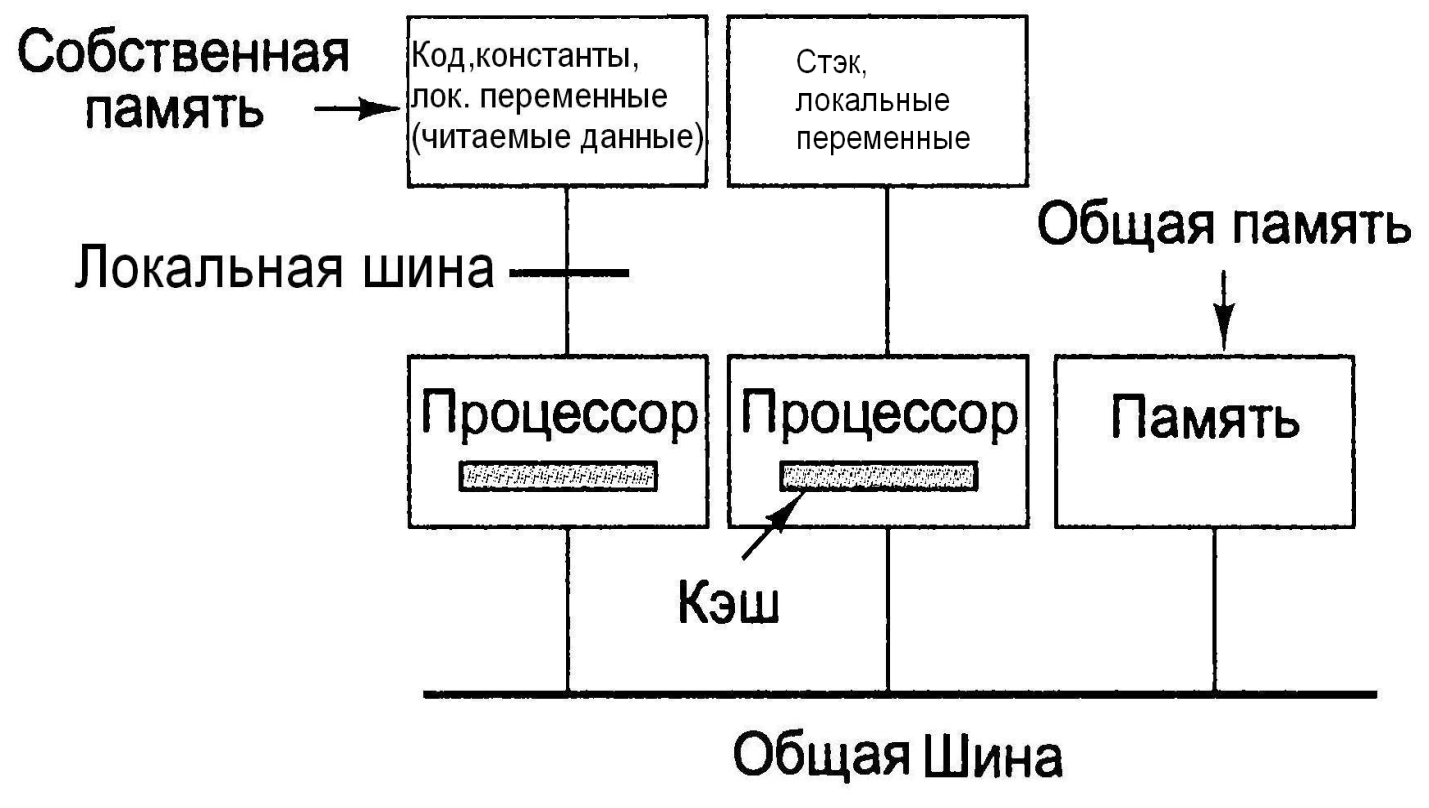 Собственная
память
Код,константы,
лок. переменные
(читаемые данные)
Стэк,
локальные
переменные
Общая память
Локальная шина
Процессор
Процессор
Память
Кэш
Общая Шина